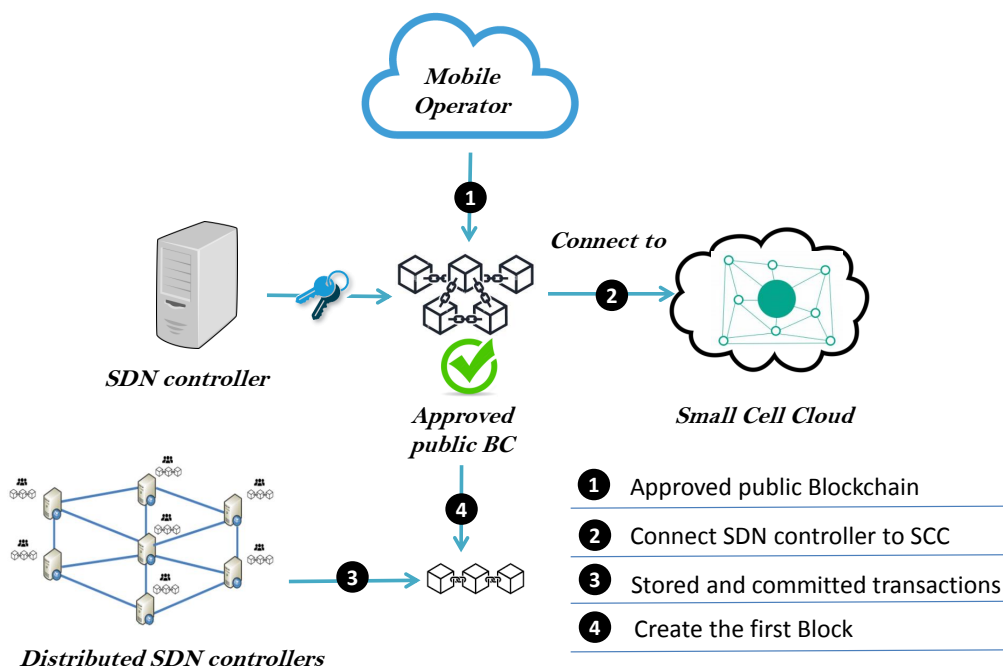 Mobile
Operator
1
Connect to
2
SDN controller
Approved
public BC
Small Cell Cloud
4
3
Distributed SDN controllers
1 Approved public Blockchain
2 Connect SDN controller to SCC
3 Stored and committed transactions
4 Create the first Block